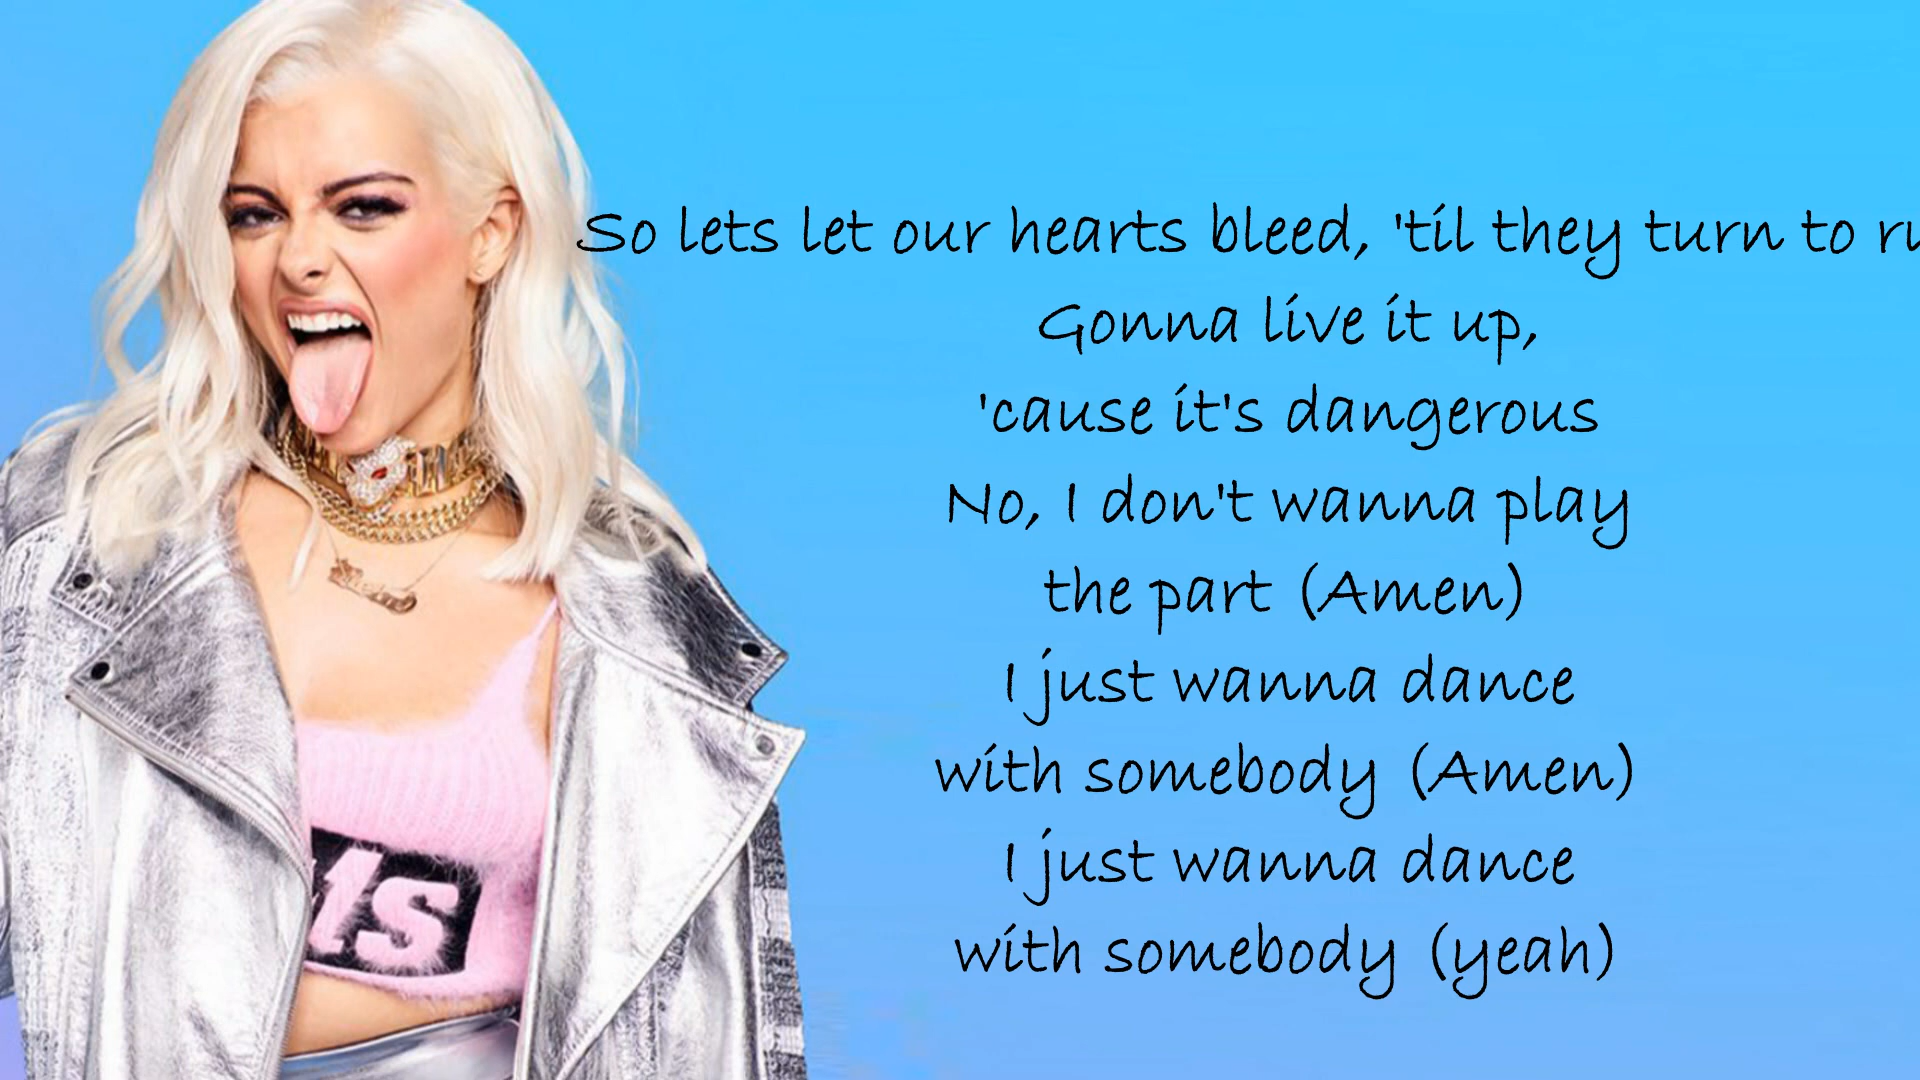 So lets let our hearts bleed, 'til they turn to
Gonna live it up,
'cause it's dangerous
No, I don't wanna play
the part (Amen)
I just wanna dance
with somebody (Amen)
I just wanna dance
with somebody (yeah)